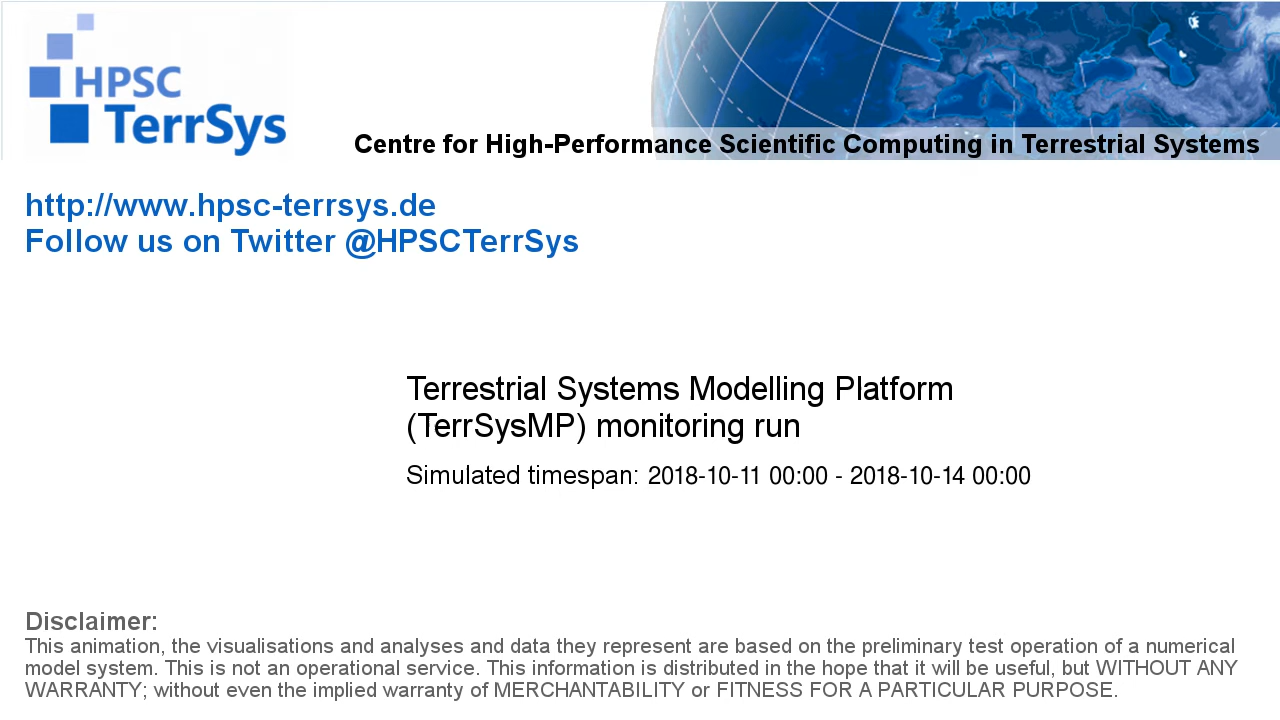 HPSC
TerrSys
Centre for High-Performance Scientific Computing in Terrestrial Systems
http://www.hpsc-terrsys.de
Follow us on Twitter @HPSCTerrSys
Terrestrial Systems Modelling Platform
(TerrSysMP) monitoring run
Simulated timespan: 2018-10-11 00:00 - 2018-10-14 00:00
Disclaimer:
This animation, the visualisations and analyses and data they represent are based on the preliminary test operation of a numerical
model system. This is not an operational service. This information is distributed in the hope that it will be useful, but WITHOUT ANY
WARRANTY; without even the implied warranty of MERCHANTABILITY or FITNESS FOR A PARTICULAR PURPOSE.